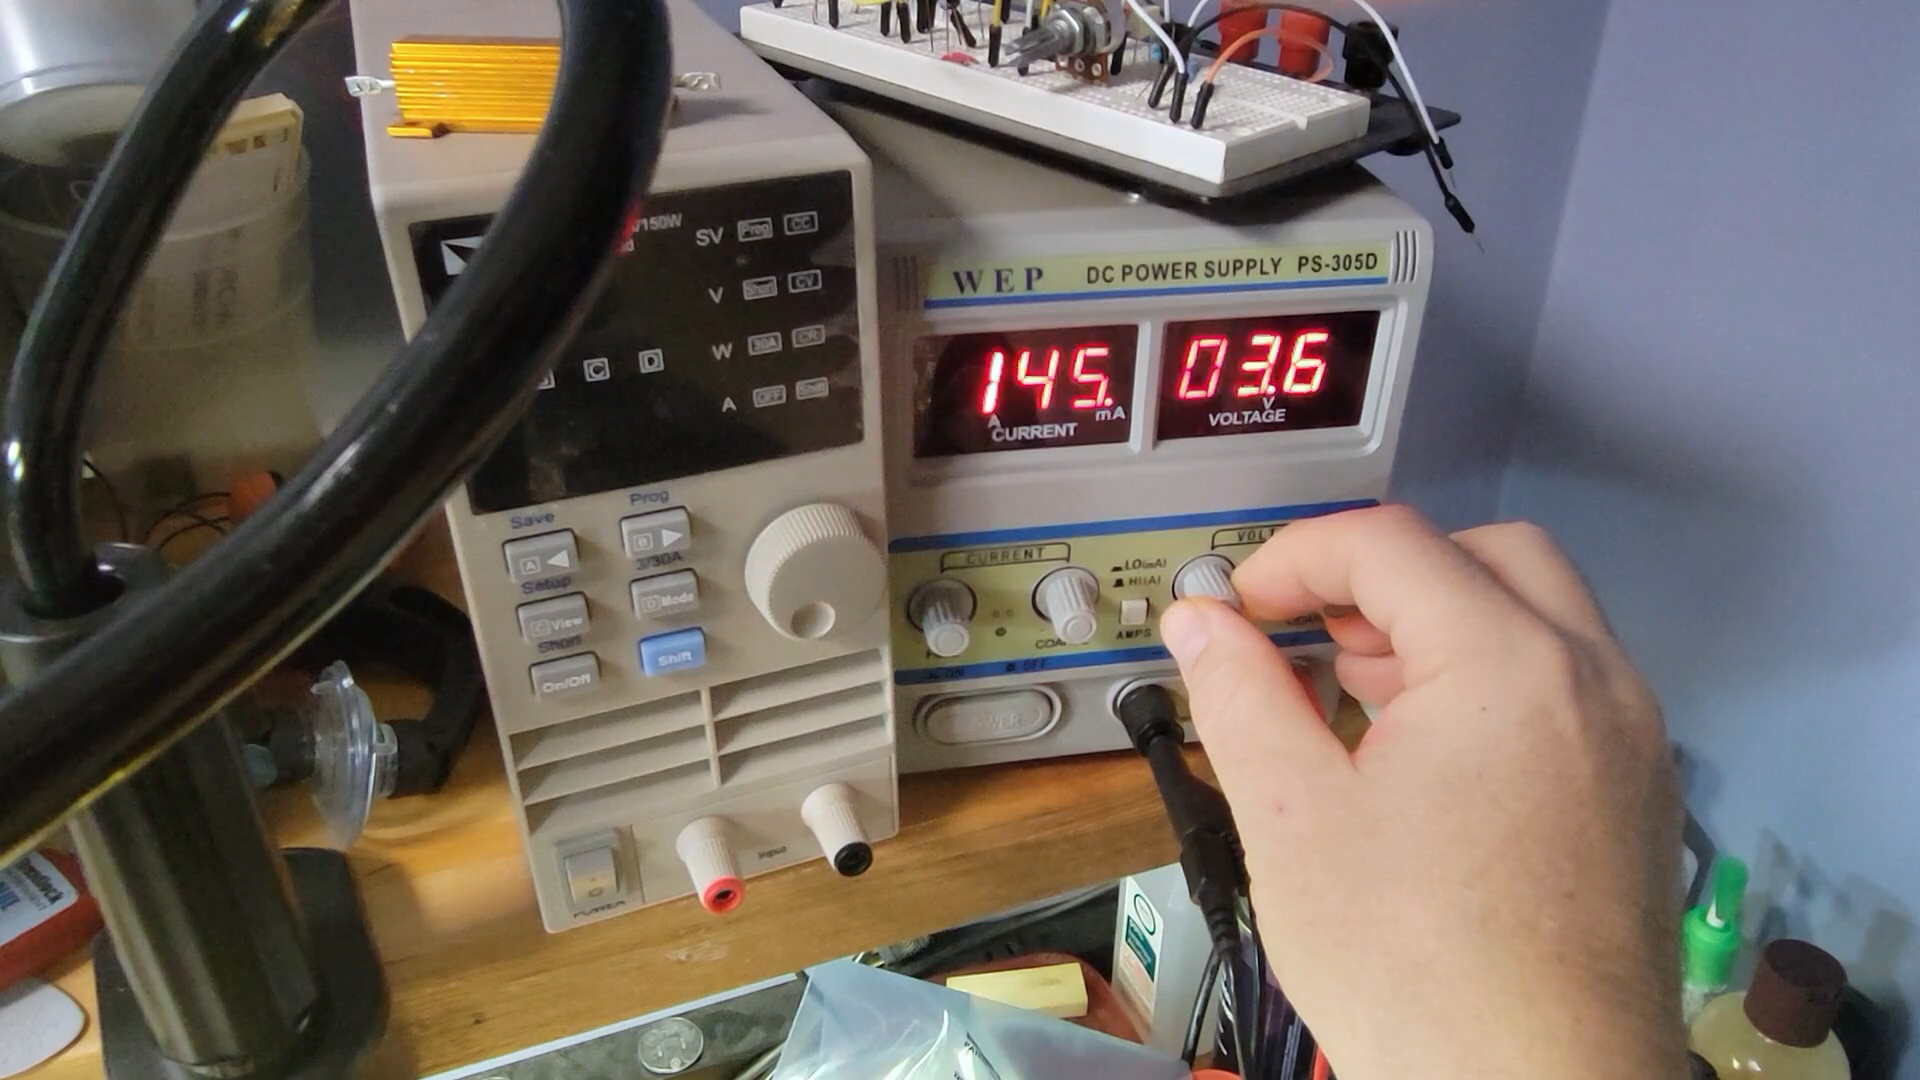 /150W
SV Prog CC
V Short CV
W 30A CR
C D
A OFF Shift
Save
Prog
A
B
Setup
3/30A
C View
D Mode
Short
On/Off
Shift
Input
POWER
WEP DC POWER SUPPLY PS-305D
145.
A mA
CURRENT
03.6
V
VOLTAGE
CURRENT
LO(mA)
HI(A)
AMPS
C.C
ON
OFF
POWER